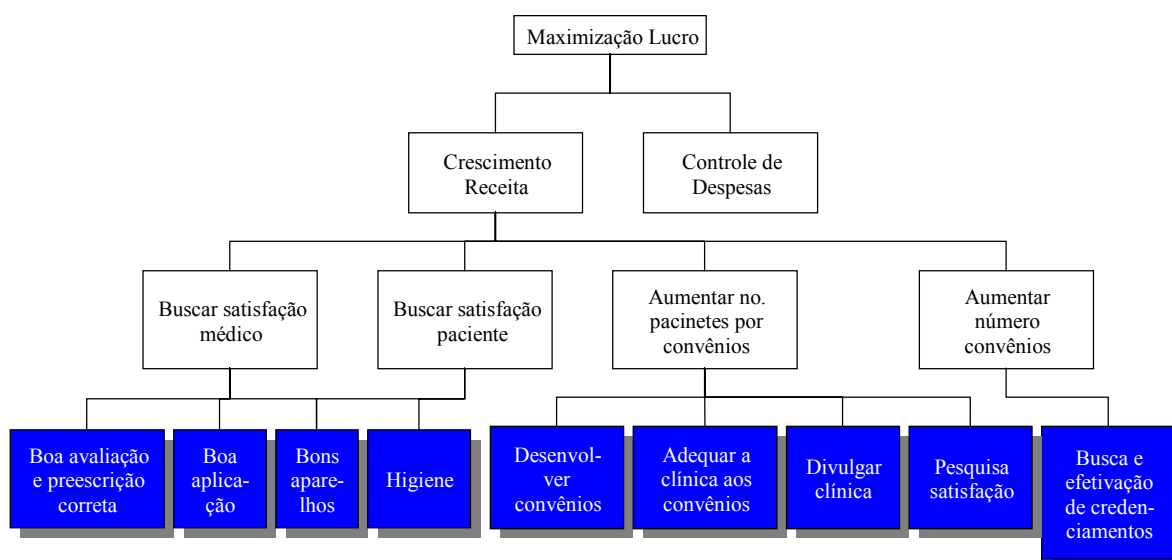 Maximização Lucro
Crescimento
Receita
Controle de
Despesas
Buscar satisfação
médico
Buscar satisfação
paciente
Aumentar no.
pacinetes por
convênios
Aumentar
número
convênios
Boa avaliação
e preescrição
correta
Boa
aplica-
ção
Bons
apare-
lhos
Higiene
Desenvol-
ver
convênios
Adequar a
clínica aos
convênios
Divulgar
clínica
Pesquisa
satisfação
Busca e
efetivação
de creden-
ciamentos